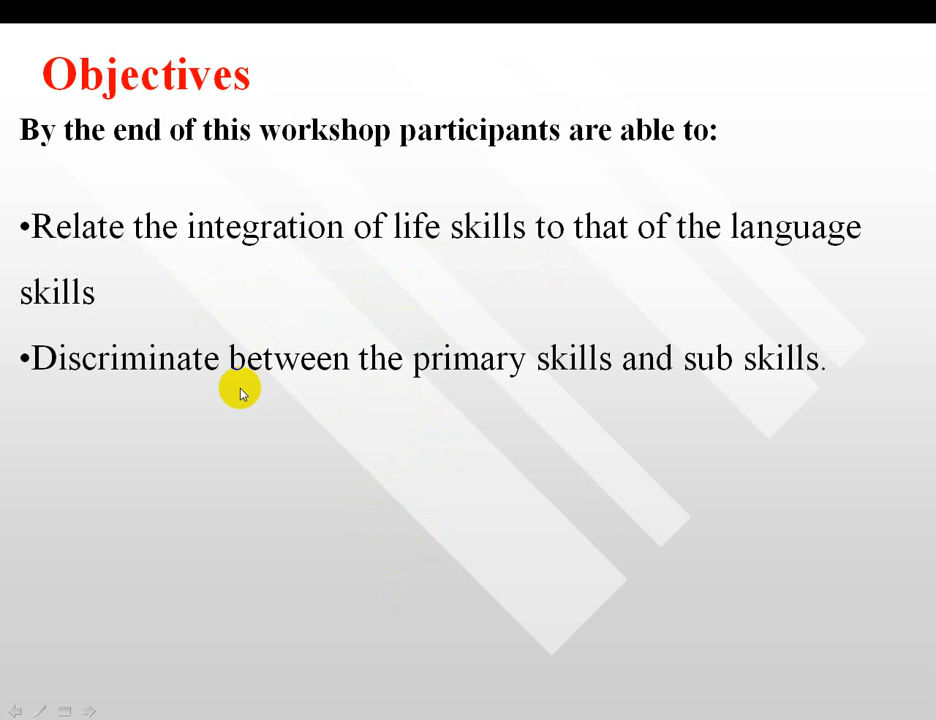 Objectives
By the end of this workshop participants are able to:
•Relate the integration of life skills to that of the language
skills
•Discriminate between the primary skills and sub skills.